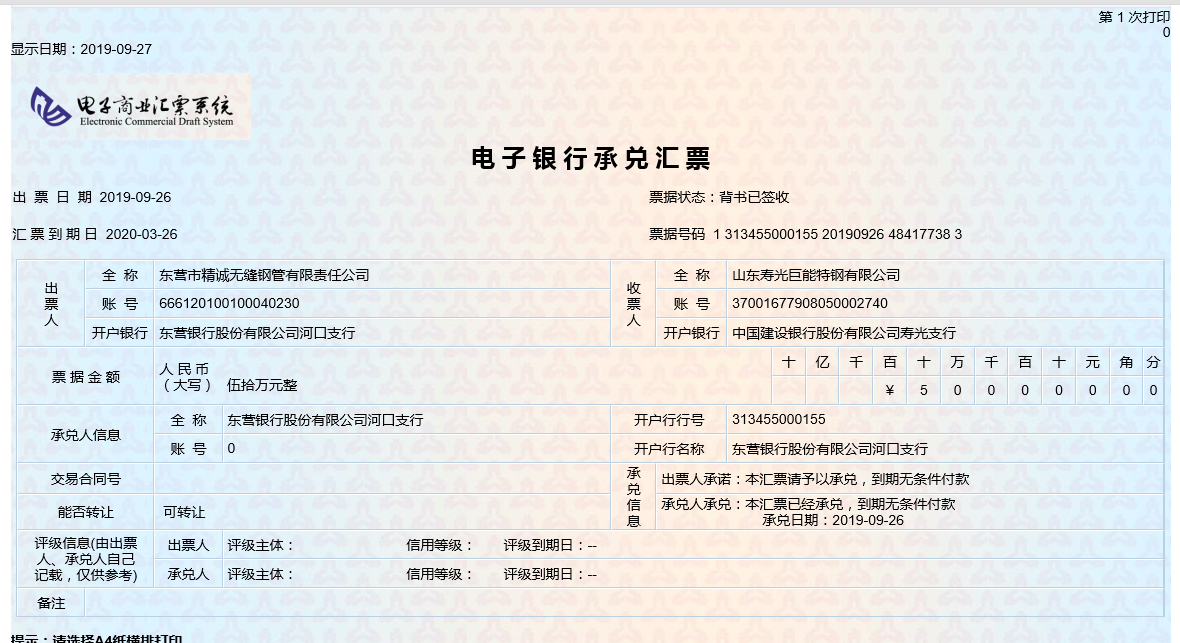 第 1 次打印
0
显示日期：2019-09-27
电子商业汇票系统
Electronic Commercial Draft System
电子银行承兑汇票
出 票 日 期 2019-09-26
票据状态：背书已签收
汇 票 到 期 日 2020-03-26
票据号码 1 313455000155 20190926 48417738 3
出票人
全 称 东营市精诚无缝钢管有限责任公司
账 号 666120100100040230
开户银行 东营银行股份有限公司河口支行
收票人
全 称 山东寿光巨能特钢有限公司
账 号 37001677908050002740
开户银行 中国建设银行股份有限公司寿光支行
票 据 金 额
人 民 币
（大写） 伍拾万元整
十 亿 千 百 十 万 千 百 十 元 角 分
¥ 5 0 0 0 0 0 0 0
承兑人信息
全 称 东营银行股份有限公司河口支行
开户行行号 313455000155
账 号 0
开户行名称 东营银行股份有限公司河口支行
交易合同号
能否转让 可转让
承兑信息
出票人承诺：本汇票请予以承兑，到期无条件付款
承兑人承兑：本汇票已经承兑，到期无条件付款
承兑日期：2019-09-26
评级信息(由出票
人、承兑人自己
记载，仅供参考)
出票人 评级主体： 信用等级： 评级到期日：--
承兑人 评级主体： 信用等级： 评级到期日：--
备注
提示：请选择A4纸横排打印